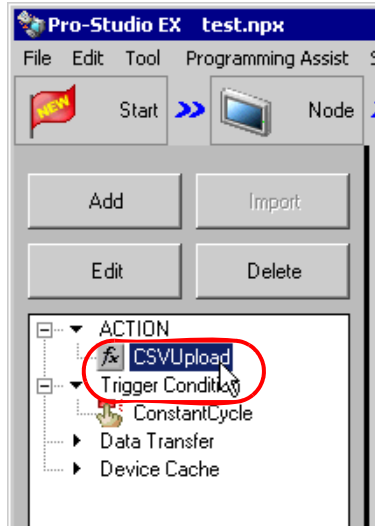 Pro-Studio EX test.npx
File Edit Tool Programming Assist S
NEW Start Node
Add Import
Edit Delete
ACTION
fx CSVUpload
Trigger Condition
ConstantCycle
Data Transfer
Device Cache